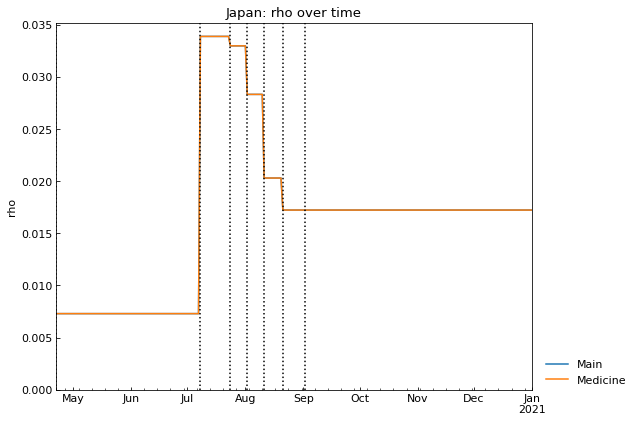 Japan: rho over time
0.035
0.030
0.025
0.020
0.015
0.010
0.005
0.000
rho
May Jun Jul Aug Sep Oct Nov Dec Jan
2021
Main
Medicine